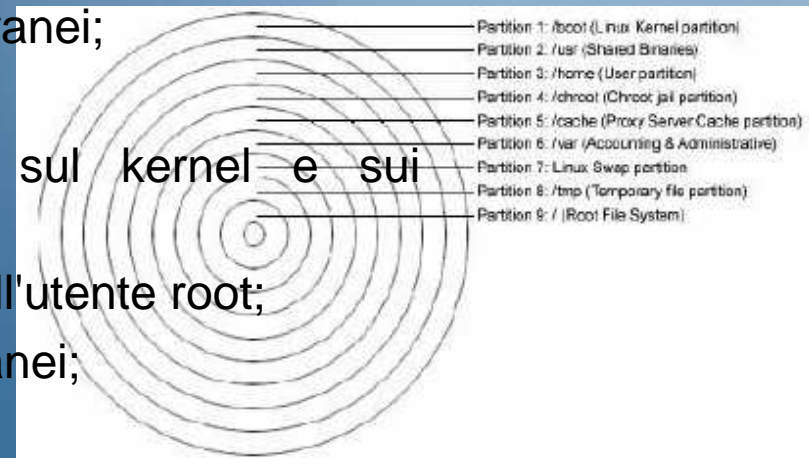 vanei;
sul kernel e sui
ll'utente root;
anei;
Partition 1: /boot (Linux Kernel partition)
Partition 2: /usr (Shared Binaries)
Partition 3: /home (User partition)
Partition 4: /chroot (Chroot jail partition)
Partition 5: /cache (Proxy Server Cache partition)
Partition 6: /var (Accounting & Administrative)
Partition 7: Linux Swap partition
Partition 8: /tmp (Temporary file partition)
Partition 9: / (Root File System)